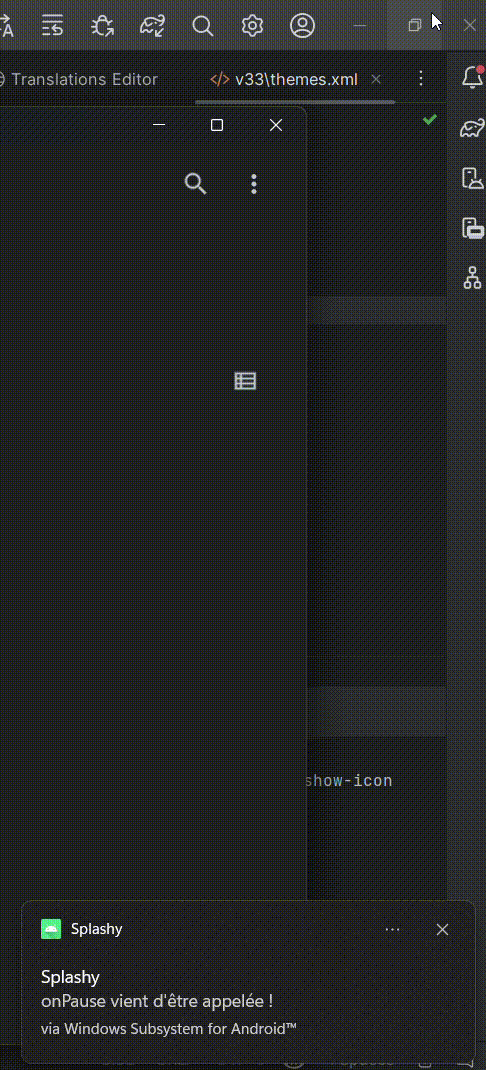 Translations Editor
v33\themes.xml
show-icon
Splashy
Splashy
onPause vient d'être appelée !
via Windows Subsystem for Android™